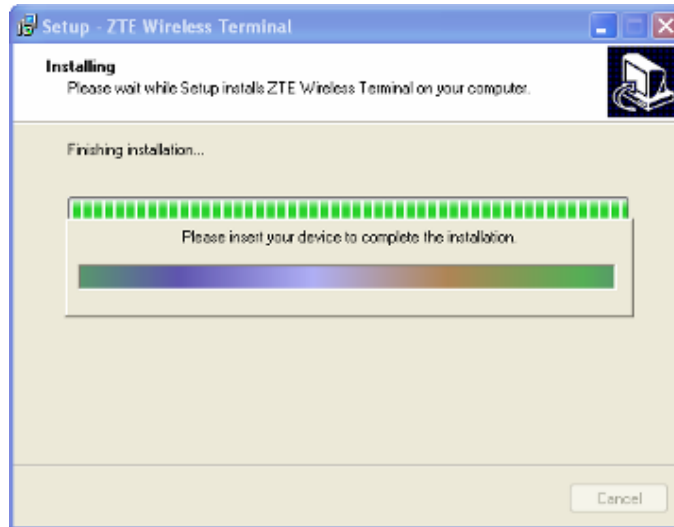 Setup - ZTE Wireless Terminal
Installing
Please wait while Setup installs ZTE Wireless Terminal on your computer.
Finishing installation...
Please insert your device to complete the installation.
Cancel